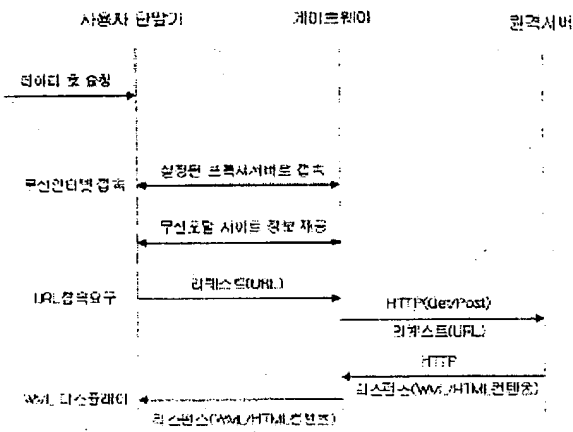 사용자 단말기
게이트웨이
원격서버
데이터 및 요청
무선인터넷 접속
설정된 프록시서버로 접속
무선포탈 사이트 정보 제공
URL접속요구
리퀘스트(URL)
HTTP(Get/Post)
리퀘스트(URL)
HTTP
리스펀스(WML/HTML컨텐츠)
WML 디스플레이
리스펀스(WML/HTML컨텐츠)